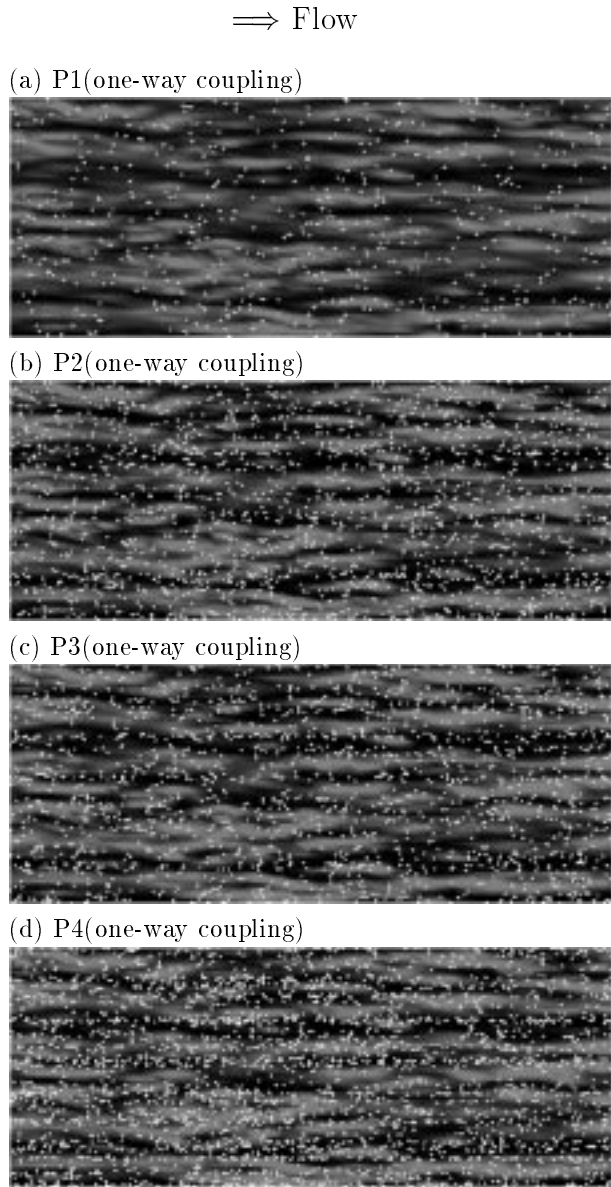 ⟹ Flow
(a) P1(one-way coupling)
(b) P2(one-way coupling)
(c) P3(one-way coupling)
(d) P4(one-way coupling)